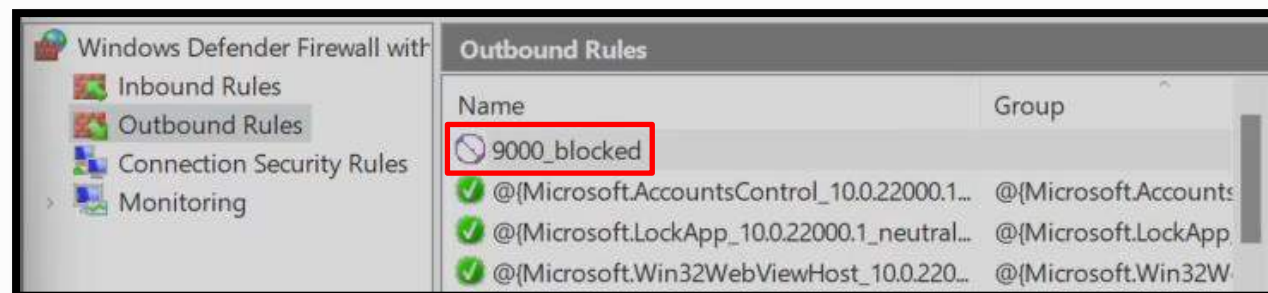 Windows Defender Firewall with
Inbound Rules
Outbound Rules
Connection Security Rules
Monitoring
Outbound Rules
Name Group
9000_blocked
@{Microsoft.AccountsControl_10.0.22000.1... @{Microsoft.Accounts
@{Microsoft.LockApp_10.0.22000.1_neutral... @{Microsoft.LockApp
@{Microsoft.Win32WebViewHost_10.0.220... @{Microsoft.Win32W